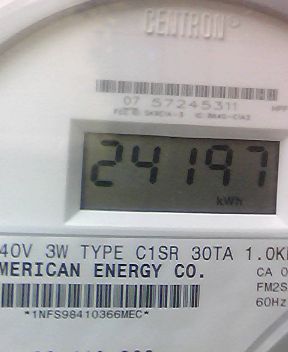 CENTRON®
07 57245311
24197
kWh
40V 3W TYPE C1SR 30TA 1.0K
MERICAN ENERGY CO.
CA 0
FM2S
60Hz
*1NFS98410366MEC*